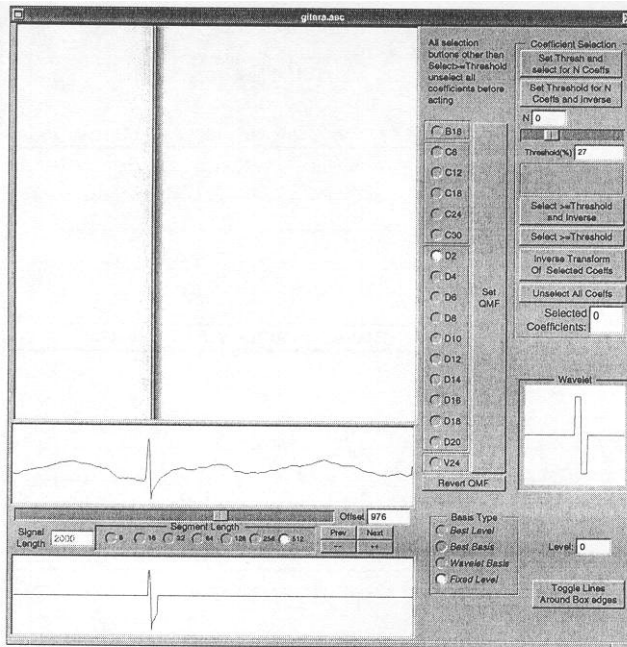 gitara.asc
All selection
buttons other than
Select>=Threshold
unselect all
coefficients before
acting
Coefficient Selection
Set Thresh and
select for N Coeffs
Set Threshold for N
Coeffs and Inverse
N 0
Threshold(%) 27
Select >=Threshold
and Inverse
Select >=Threshold
Inverse Transform
Of Selected Coeffs
Unselect All Coeffs
Selected
Coefficients: 0
B18
C6
C12
C18
C24
C30
D2
D4
D6
D8
D10
D12
D14
D16
D18
D20
V24
Set
QMF
Revert QMF
Wavelet
Offset 976
Signal
Length 2000
Segment Length
8 16 32 64 128 256 512
Prev Next
-- ++
Basis Type
Best Level
Best Basis
Wavelet Basis
Fixed Level
Level: 0
Toggle Lines
Around Box edges